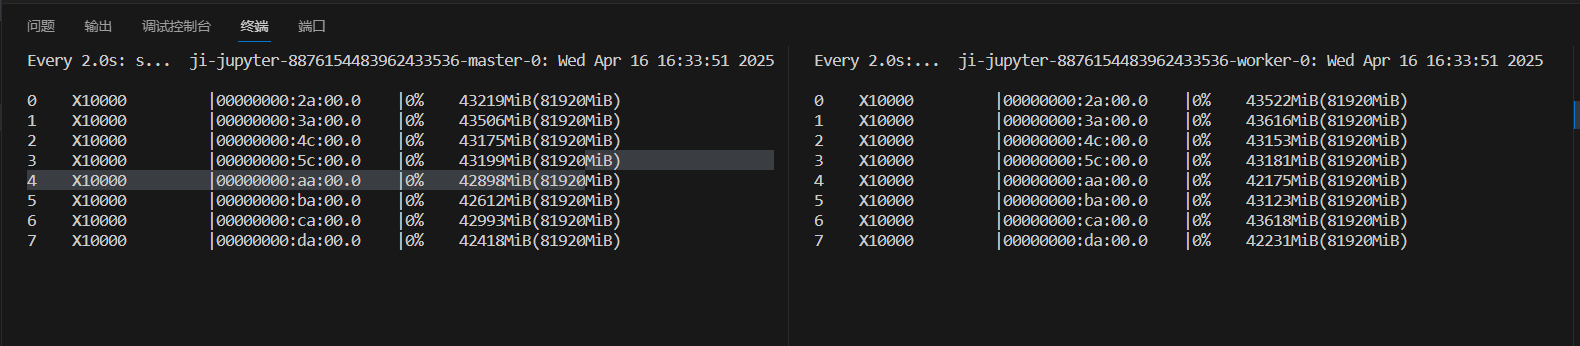 问题 输出 调试控制台 终端 端口
Every 2.0s: s... ji-jupyter-8876154483962433536-master-0: Wed Apr 16 16:33:51 2025
0 X10000 |00000000:2a:00.0 |0% 43219MiB(81920MiB)
1 X10000 |00000000:3a:00.0 |0% 43506MiB(81920MiB)
2 X10000 |00000000:4c:00.0 |0% 43175MiB(81920MiB)
3 X10000 |00000000:5c:00.0 |0% 43199MiB(81920MiB)
4 X10000 |00000000:aa:00.0 |0% 42898MiB(81920MiB)
5 X10000 |00000000:ba:00.0 |0% 42612MiB(81920MiB)
6 X10000 |00000000:ca:00.0 |0% 42993MiB(81920MiB)
7 X10000 |00000000:da:00.0 |0% 42418MiB(81920MiB)
Every 2.0s:... ji-jupyter-8876154483962433536-worker-0: Wed Apr 16 16:33:51 2025
0 X10000 |00000000:2a:00.0 |0% 43522MiB(81920MiB)
1 X10000 |00000000:3a:00.0 |0% 43616MiB(81920MiB)
2 X10000 |00000000:4c:00.0 |0% 43153MiB(81920MiB)
3 X10000 |00000000:5c:00.0 |0% 43181MiB(81920MiB)
4 X10000 |00000000:aa:00.0 |0% 42175MiB(81920MiB)
5 X10000 |00000000:ba:00.0 |0% 43123MiB(81920MiB)
6 X10000 |00000000:ca:00.0 |0% 43618MiB(81920MiB)
7 X10000 |00000000:da:00.0 |0% 42231MiB(81920MiB)